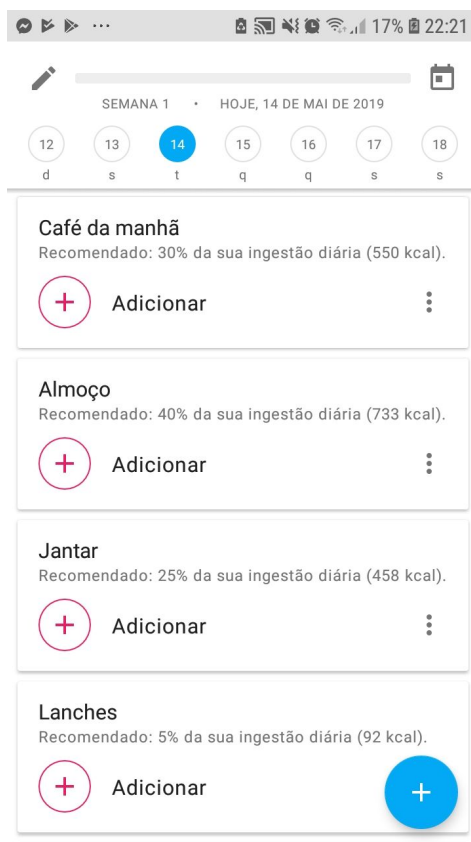 17% 22:21
SEMANA 1 • HOJE, 14 DE MAI DE 2019
12 13 14 15 16 17 18
d s t q q s s
Café da manhã
Recomendado: 30% da sua ingestão diária (550 kcal).
+ Adicionar
Almoço
Recomendado: 40% da sua ingestão diária (733 kcal).
+ Adicionar
Jantar
Recomendado: 25% da sua ingestão diária (458 kcal).
+ Adicionar
Lanches
Recomendado: 5% da sua ingestão diária (92 kcal).
+ Adicionar +